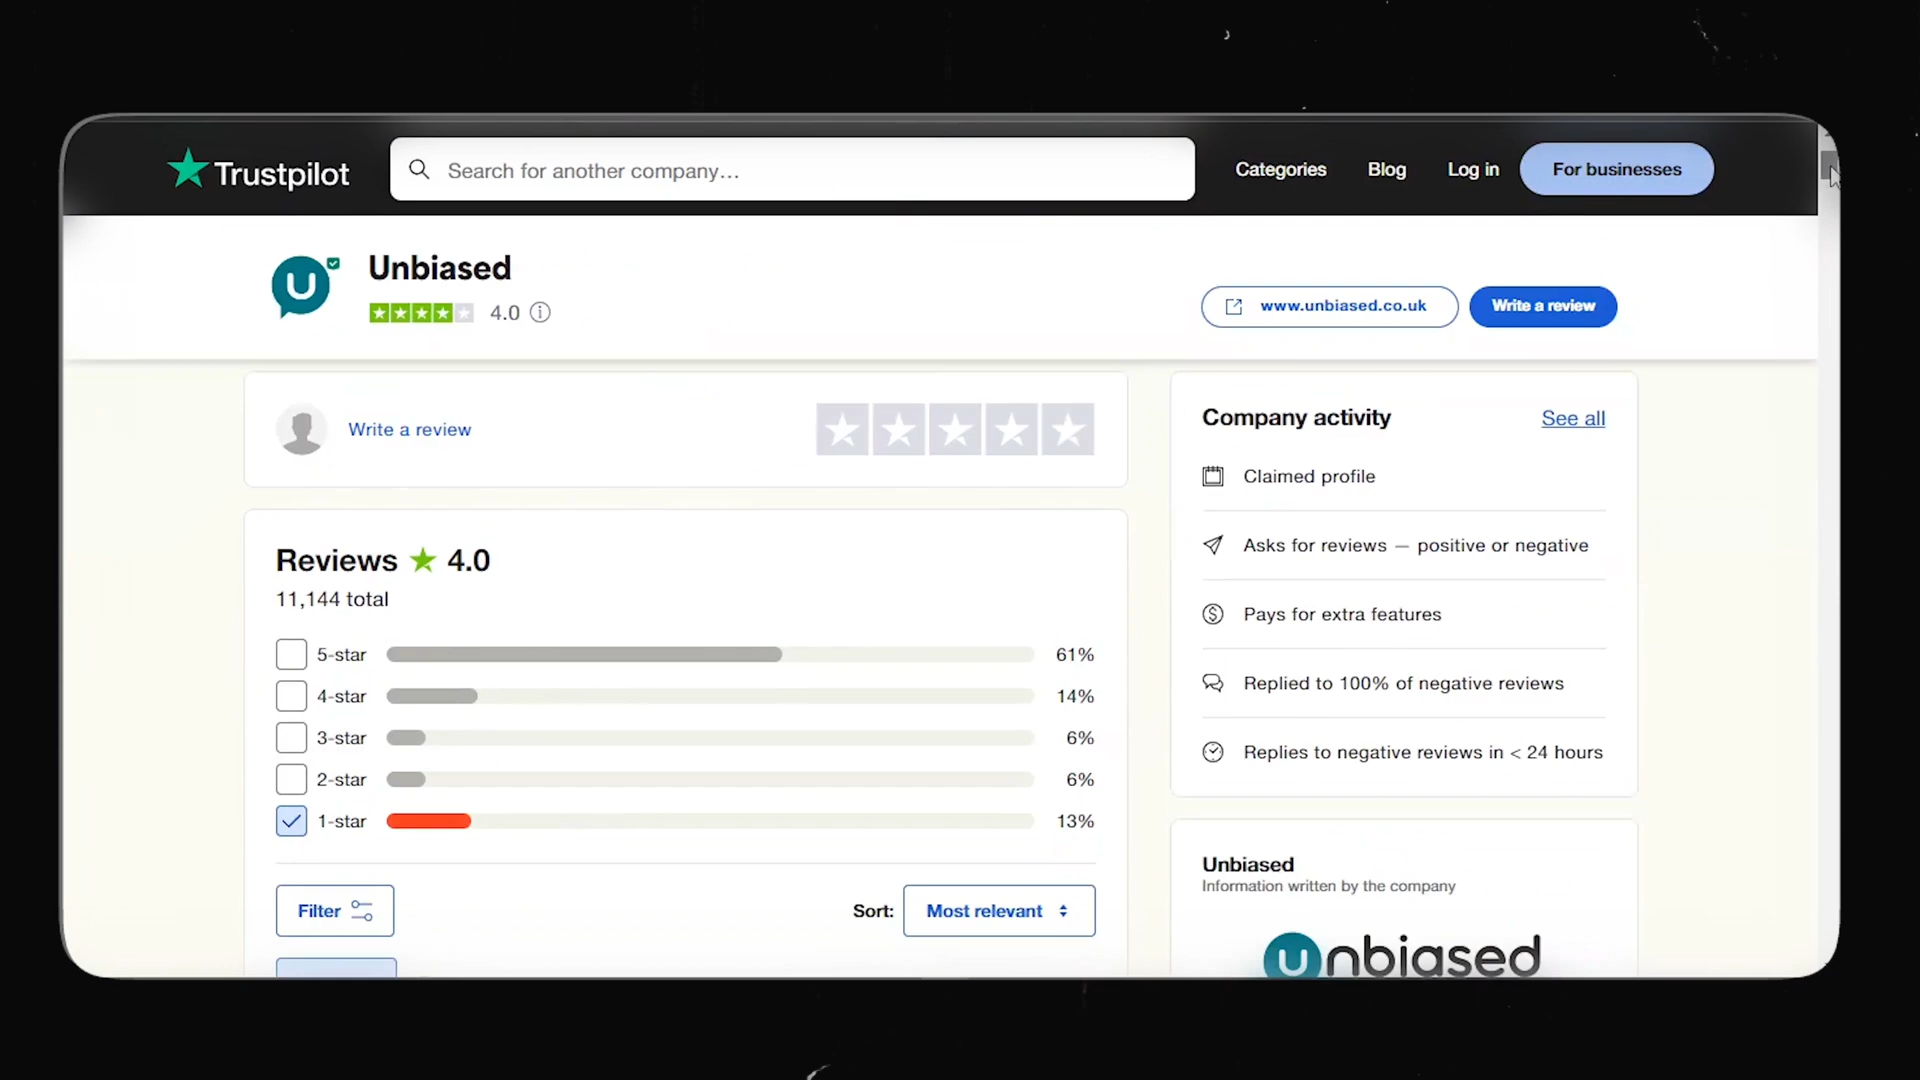 Trustpilot
Search for another company...
Categories
Blog
Log in
For businesses
Unbiased
4.0
www.unbiased.co.uk
Write a review
Write a review
Reviews ★ 4.0
11,144 total
5-star 61%
4-star 14%
3-star 6%
2-star 6%
1-star 13%
Filter
Sort: Most relevant
Company activity
See all
Claimed profile
Asks for reviews — positive or negative
Pays for extra features
Replied to 100% of negative reviews
Replies to negative reviews in < 24 hours
Unbiased
Information written by the company
unbiased